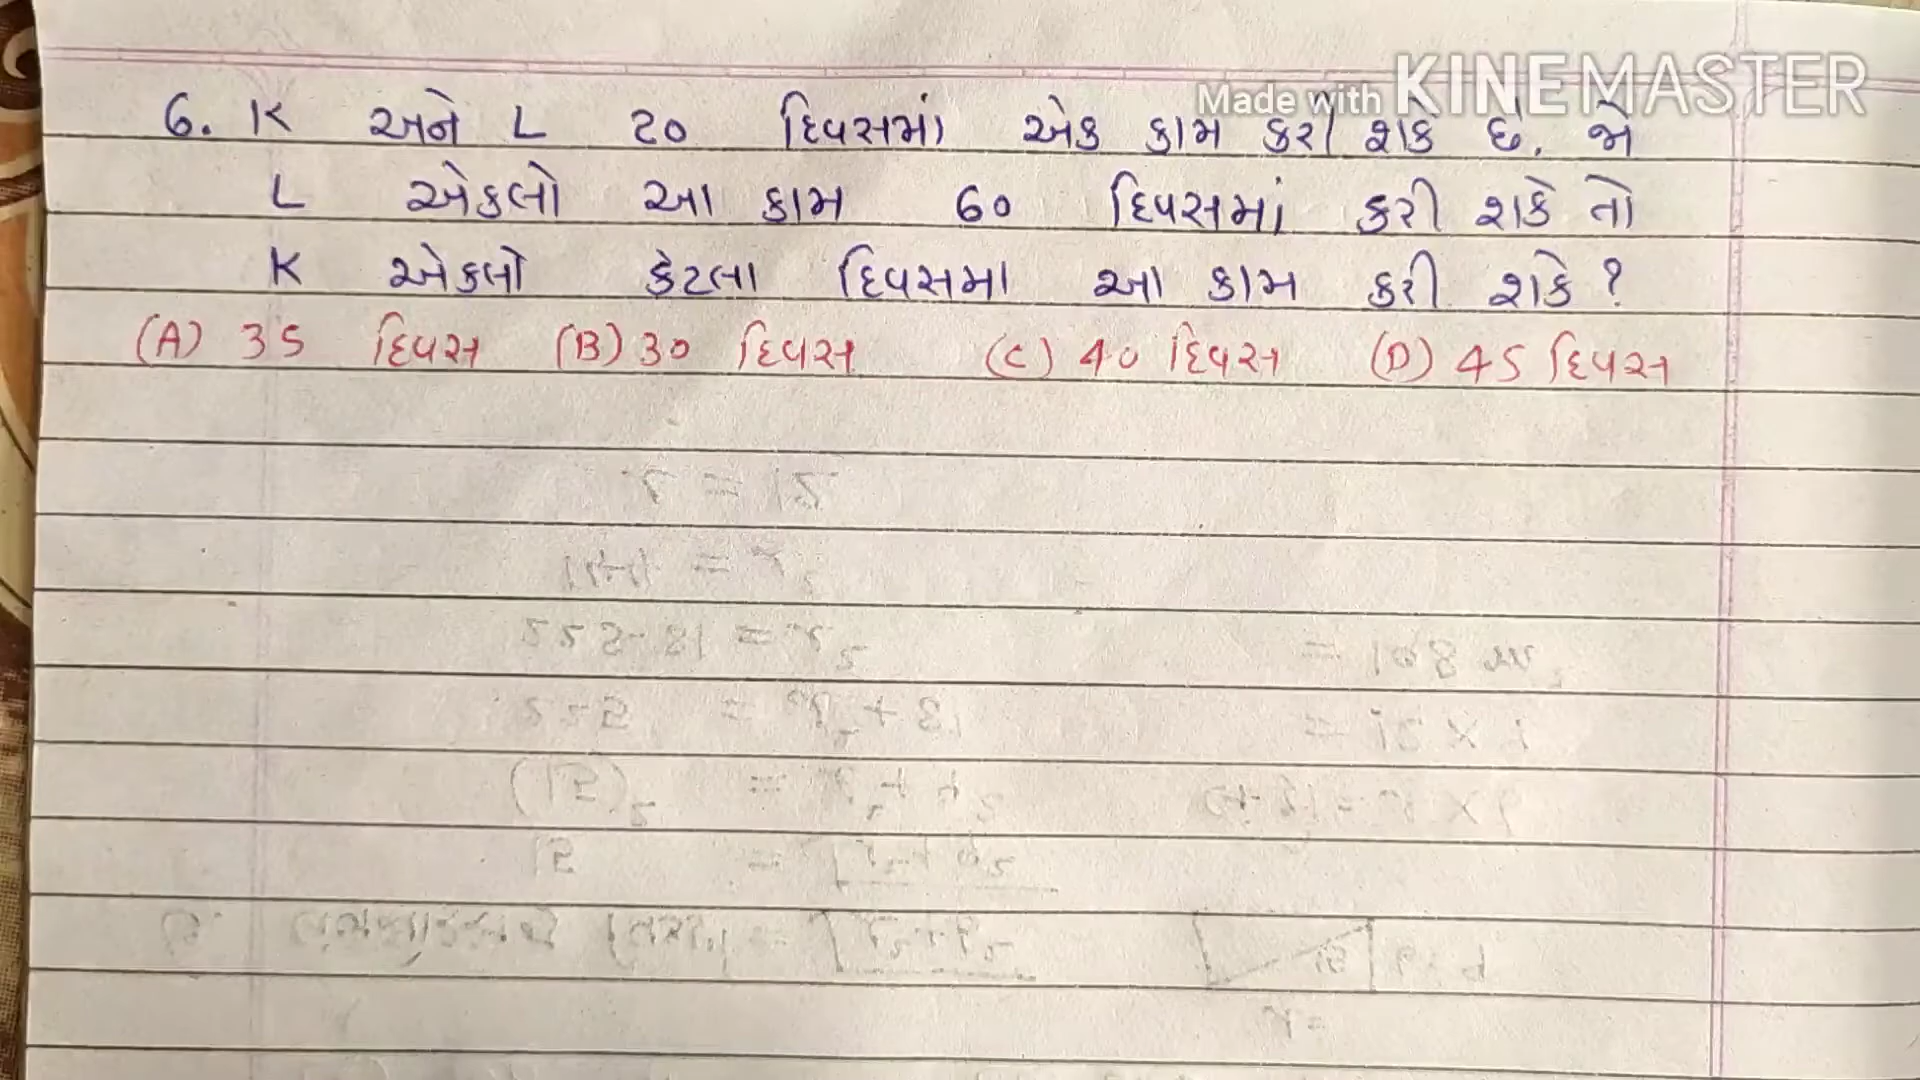 Made with KINEMASTER
6. K અને L 20 દિવસમાં એક કામ કરી શકે છે. જો
L એકલો આ કામ 60 દિવસમાં કરી શકે તો
K એકલો કેટલા દિવસમા આ કામ કરી શકે ?
(A) 35 દિવસ (B) 30 દિવસ (C) 40 દિવસ (D) 45 દિવસ